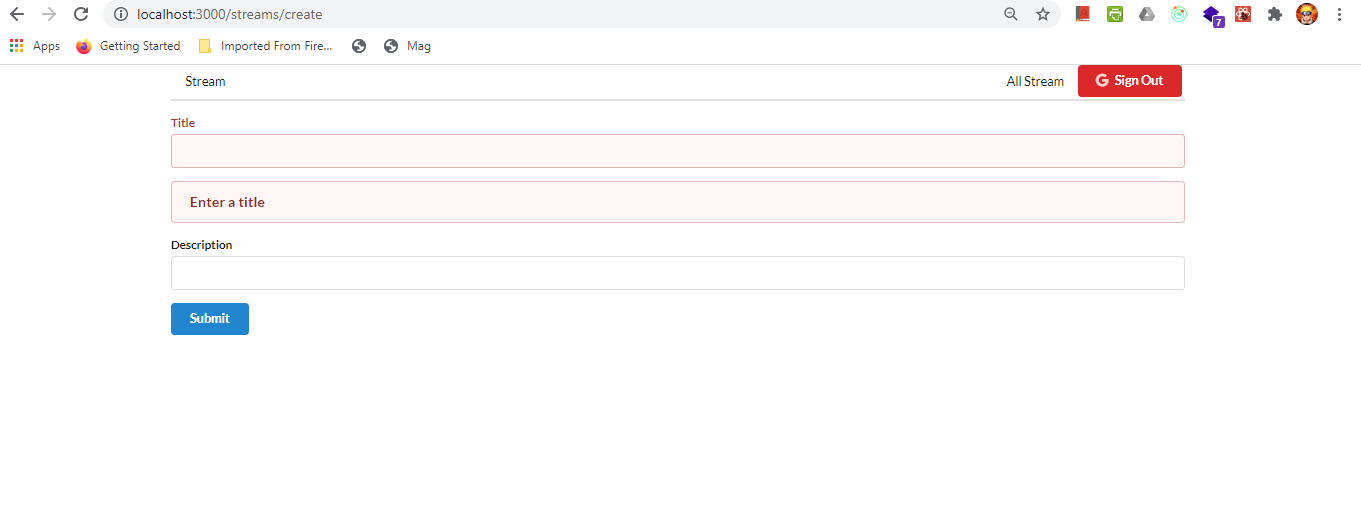 localhost:3000/streams/create
7
Apps Getting Started Imported From Fire... Mag
Stream All Stream Sign Out
Title
Enter a title
Description
Submit